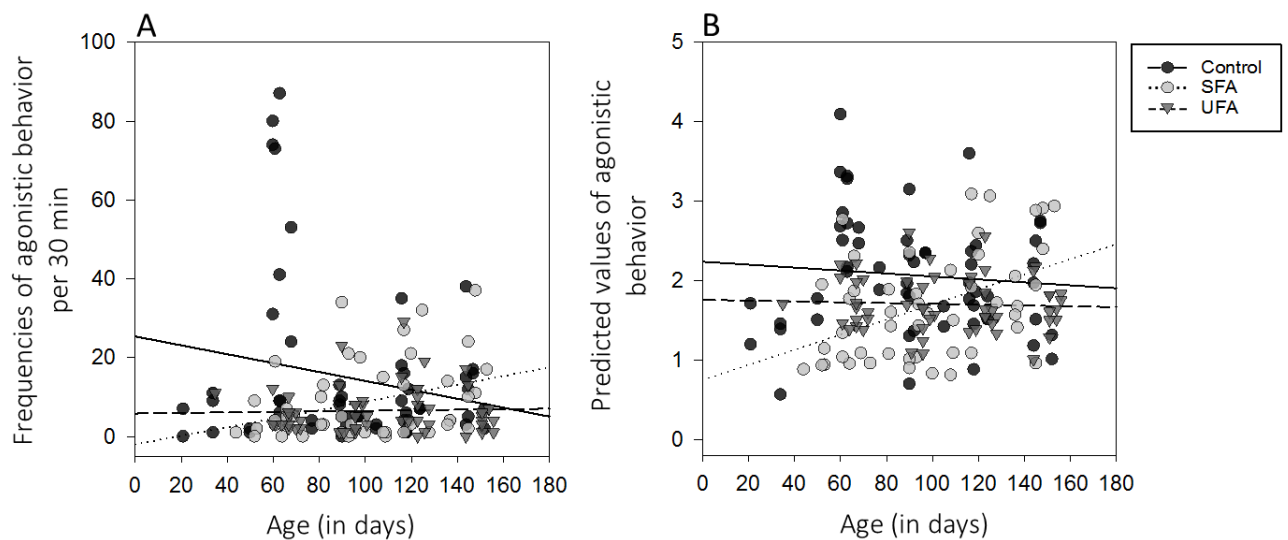 A
B
Frequencies of agonistic behavior
per 30 min
100
80
60
40
20
0
0 20 40 60 80 100 120 140 160 180
Age (in days)
Predicted values of agonistic
behavior
5
4
3
2
1
0
0 20 40 60 80 100 120 140 160 180
Age (in days)
Control
SFA
UFA